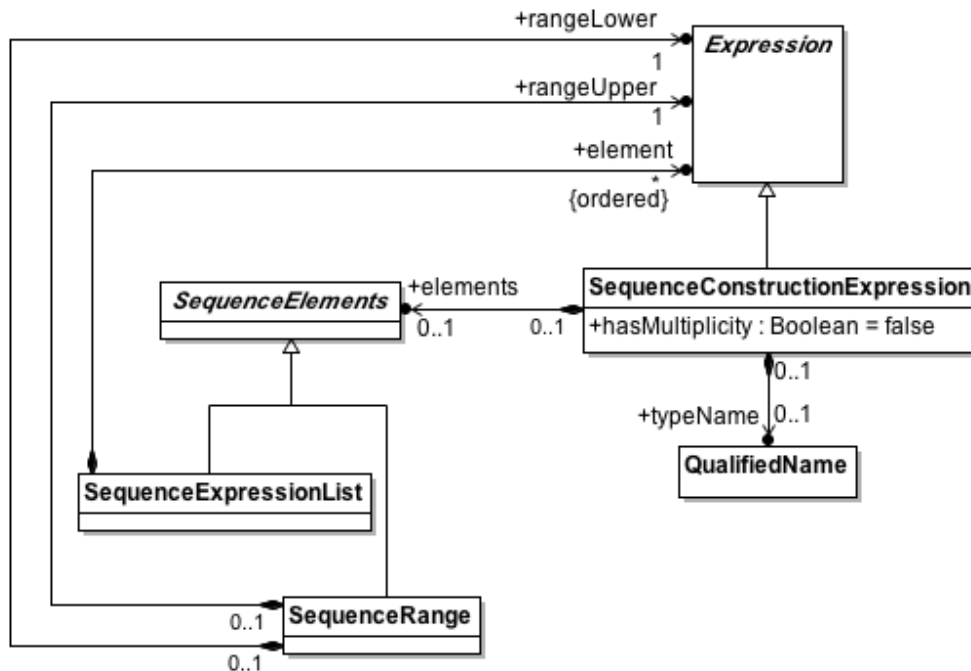 +rangeLower
1
Expression
+rangeUpper
1
+element
*
{ordered}
SequenceElements
+elements
0..1
0..1
SequenceConstructionExpression
+hasMultiplicity : Boolean = false
0..1
+typeName
0..1
QualifiedName
SequenceExpressionList
SequenceRange
0..1
0..1